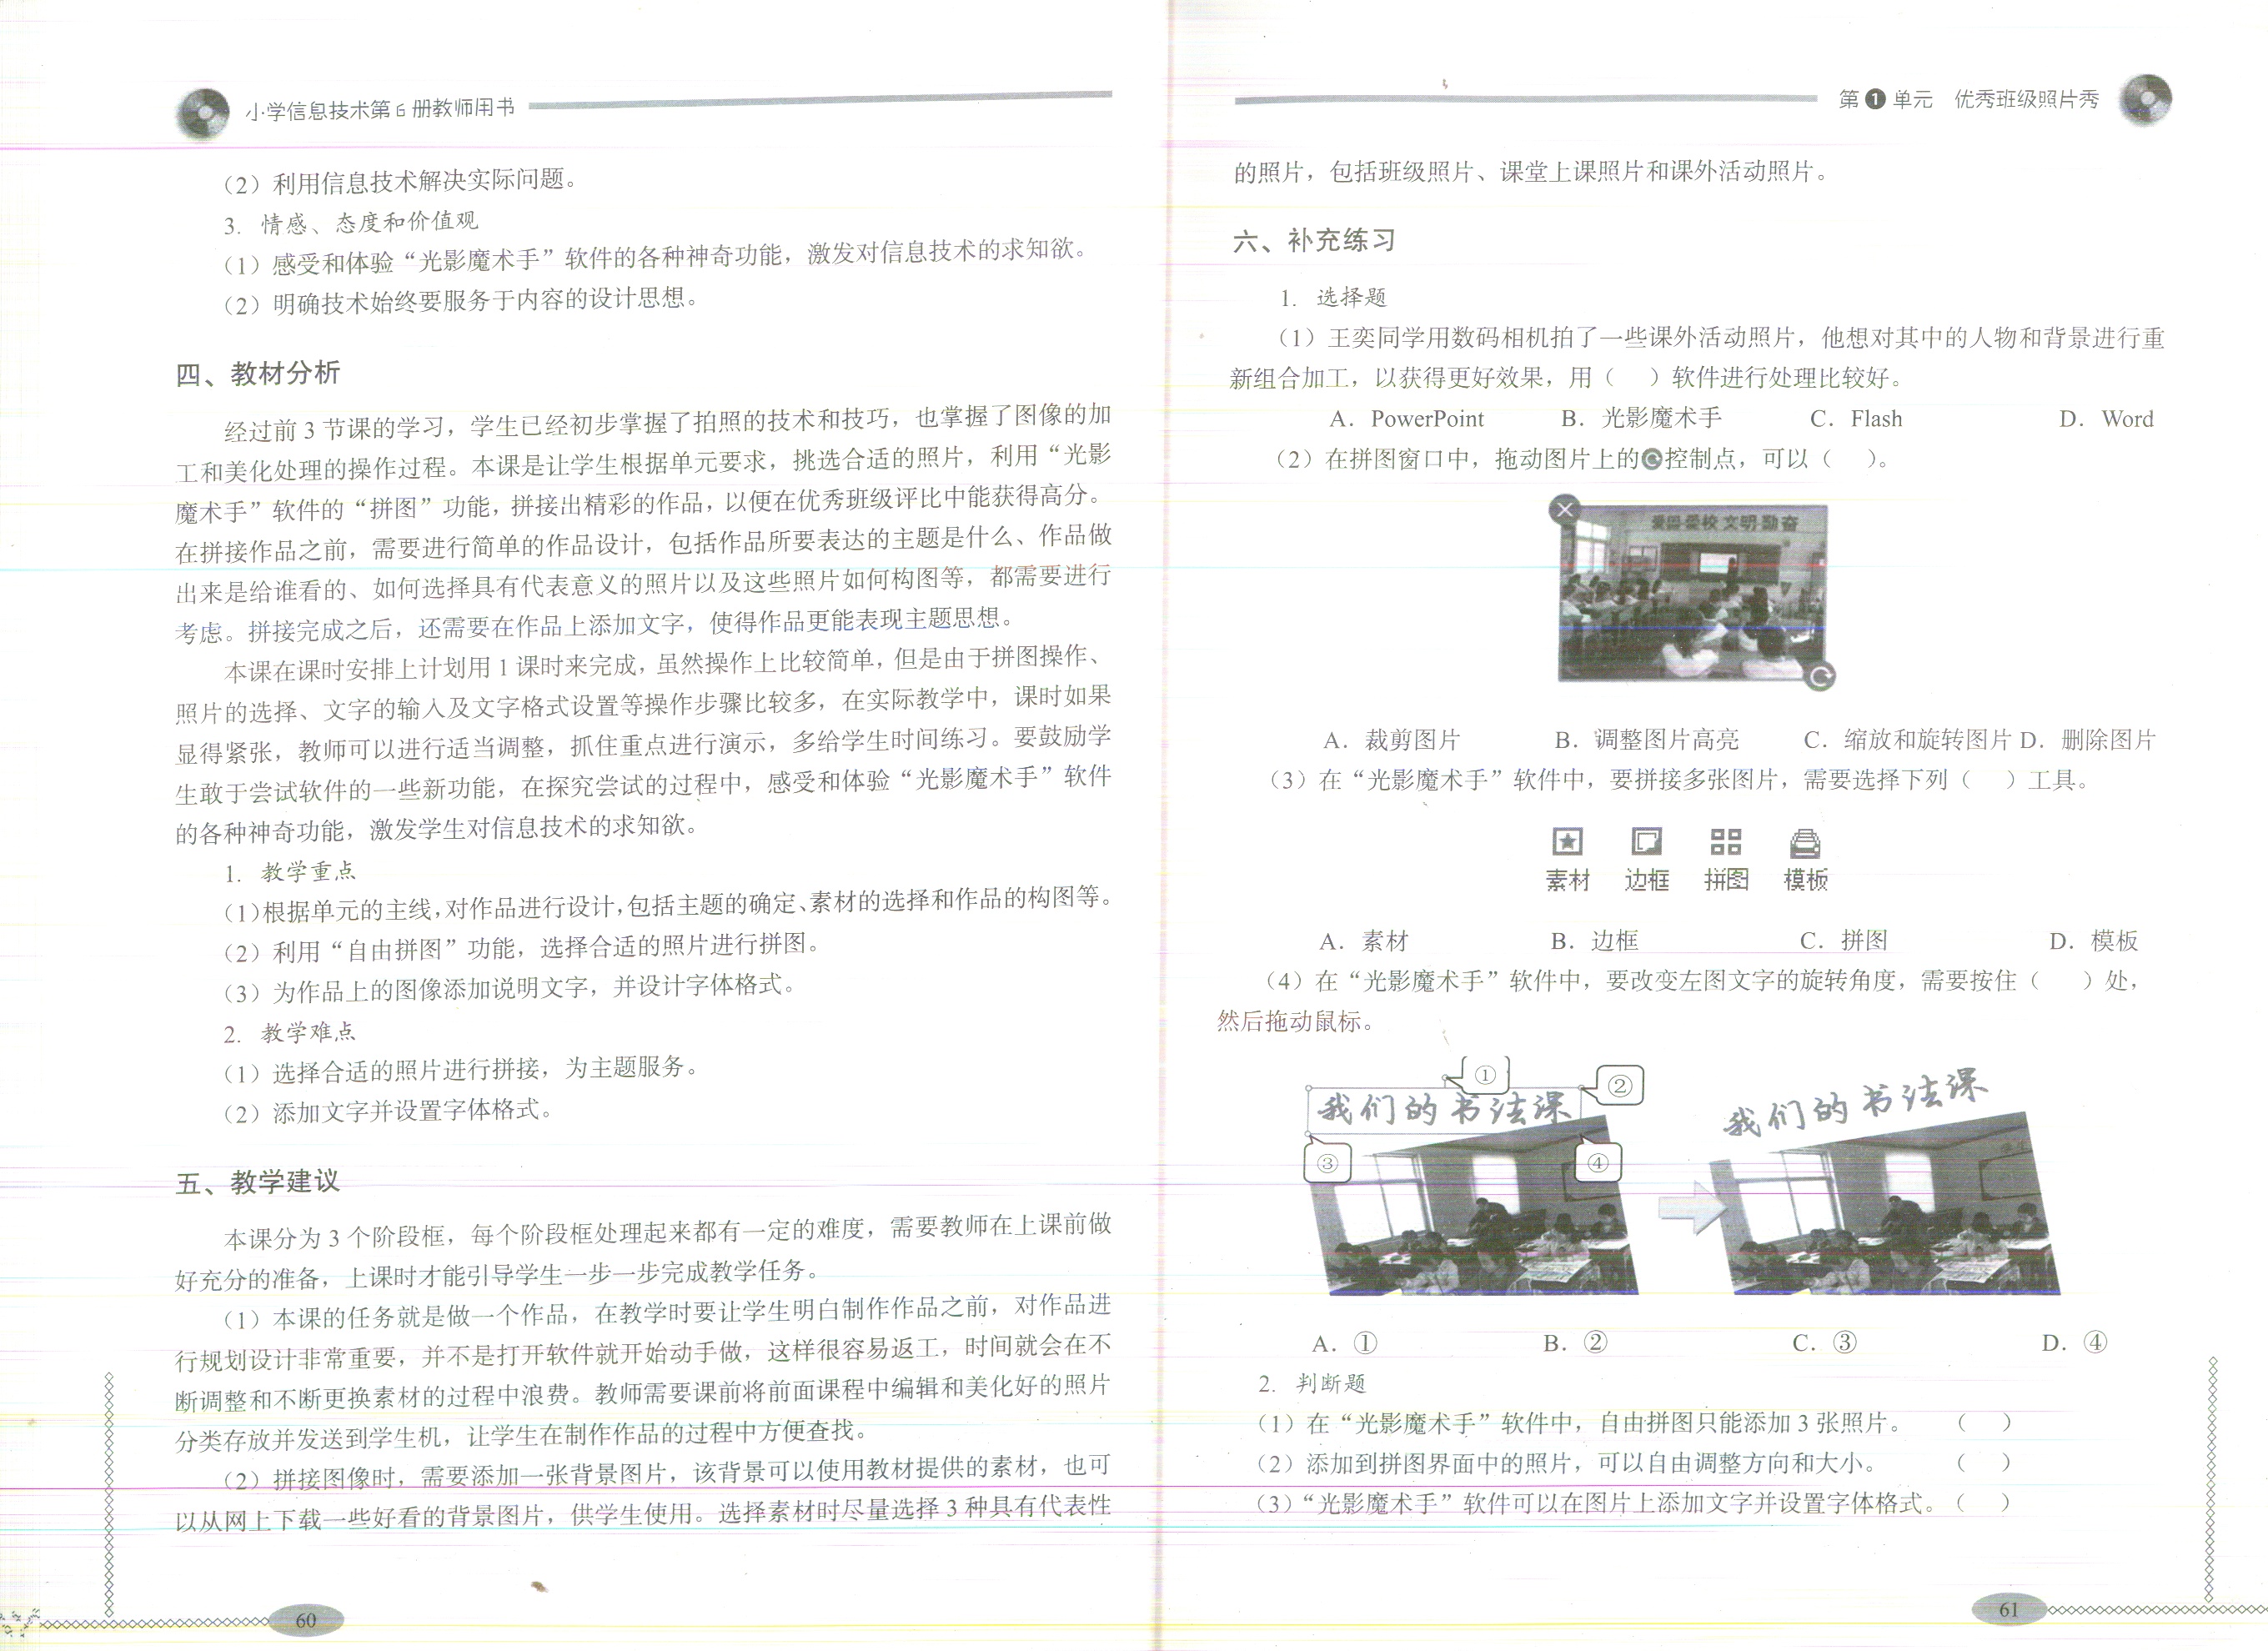 小学信息技术第6册教师用书
（2）利用信息技术解决实际问题。
3. 情感、态度和价值观
（1）感受和体验“光影魔术手”软件的各种神奇功能，激发对信息技术的求知欲。
（2）明确技术始终要服务于内容的设计思想。
四、教材分析
经过前3节课的学习，学生已经初步掌握了拍照的技术和技巧，也掌握了图像的加
工和美化处理的操作过程。本课是让学生根据单元要求，挑选合适的照片，利用“光影
魔术手”软件的“拼图”功能，拼接出精彩的作品，以便在优秀班级评比中能获得高分。
在拼接作品之前，需要进行简单的作品设计，包括作品所要表达的主题是什么、作品做
出来是给谁看的、如何选择具有代表意义的照片以及这些照片如何构图等，都需要进行
考虑。拼接完成之后，还需要在作品上添加文字，使得作品更能表现主题思想。
本课在课时安排上计划用1课时来完成，虽然操作上比较简单，但是由于拼图操作、
照片的选择、文字的输入及文字格式设置等操作步骤比较多，在实际教学中，课时如果
显得紧张，教师可以进行适当调整，抓住重点进行演示，多给学生时间练习。要鼓励学
生敢于尝试软件的一些新功能，在探究尝试的过程中，感受和体验“光影魔术手”软件
的各种神奇功能，激发学生对信息技术的求知欲。
1. 教学重点
（1）根据单元的主线，对作品进行设计，包括主题的确定、素材的选择和作品的构图等。
（2）利用“自由拼图”功能，选择合适的照片进行拼图。
（3）为作品上的图像添加说明文字，并设计字体格式。
2. 教学难点
（1）选择合适的照片进行拼接，为主题服务。
（2）添加文字并设置字体格式。
五、教学建议
本课分为3个阶段框，每个阶段框处理起来都有一定的难度，需要教师在上课前做
好充分的准备，上课时才能引导学生一步一步完成教学任务。
（1）本课的任务就是做一个作品，在教学时要让学生明白制作作品之前，对作品进
行规划设计非常重要，并不是打开软件就开始动手做，这样很容易返工，时间就会在不
断调整和不断更换素材的过程中浪费。教师需要课前将前面课程中编辑和美化好的照片
分类存放并发送到学生机，让学生在制作作品的过程中方便查找。
（2）拼接图像时，需要添加一张背景图片，该背景可以使用教材提供的素材，也可
以从网上下载一些好看的背景图片，供学生使用。选择素材时尽量选择3种具有代表性
60
第1单元 优秀班级照片秀
的照片，包括班级照片、课堂上课照片和课外活动照片。
六、补充练习
1. 选择题
（1）王奕同学用数码相机拍了一些课外活动照片，他想对其中的人物和背景进行重
新组合加工，以获得更好效果，用（ ）软件进行处理比较好。
A. PowerPoint B. 光影魔术手 C. Flash D. Word
（2）在拼图窗口中，拖动图片上的控制点，可以（ ）。
爱国 爱校 文明 勤奋
A. 裁剪图片 B. 调整图片高亮 C. 缩放和旋转图片 D. 删除图片
（3）在“光影魔术手”软件中，要拼接多张图片，需要选择下列（ ）工具。
素材 边框 拼图 模板
A. 素材 B. 边框 C. 拼图 D. 模板
（4）在“光影魔术手”软件中，要改变左图文字的旋转角度，需要按住（ ）处，
然后拖动鼠标。
① ②
我们的书法课 我们的书法课
③ ④
A. ① B. ② C. ③ D. ④
2. 判断题
（1）在“光影魔术手”软件中，自由拼图只能添加3张照片。 （ ）
（2）添加到拼图界面中的照片，可以自由调整方向和大小。 （ ）
（3）“光影魔术手”软件可以在图片上添加文字并设置字体格式。（ ）
61